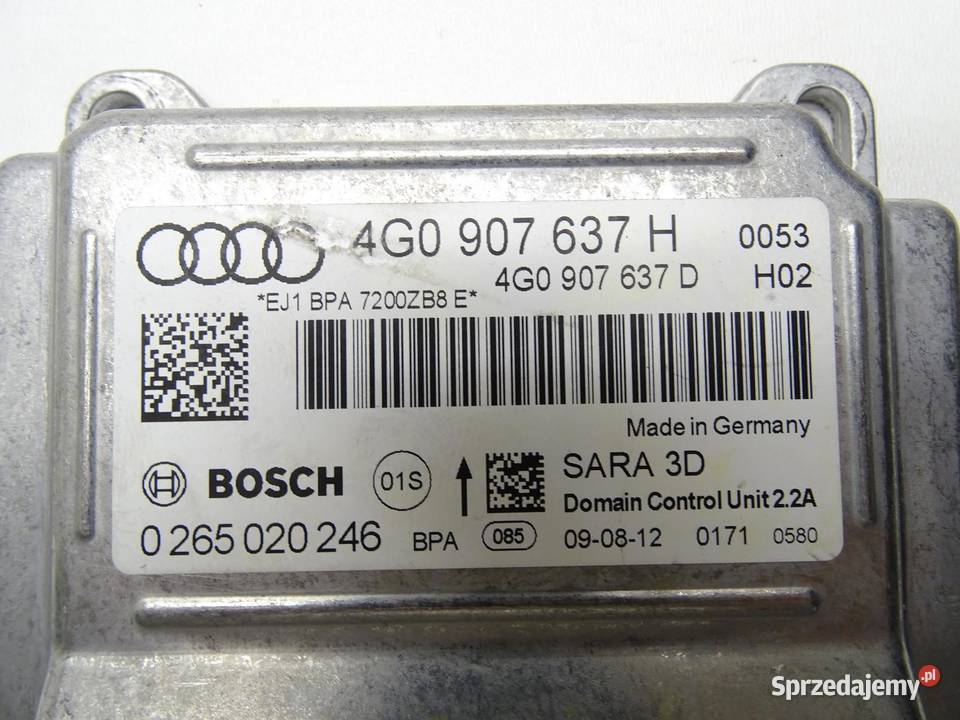 4G0 907 637 H 0053
4G0 907 637 D H02
*EJ1 BPA 7200ZB8 E*
Made in Germany
BOSCH 01S SARA 3D
Domain Control Unit 2.2A
0 265 020 246 BPA 085 09-08-12 0171 0580
Sprzedajemy.pl